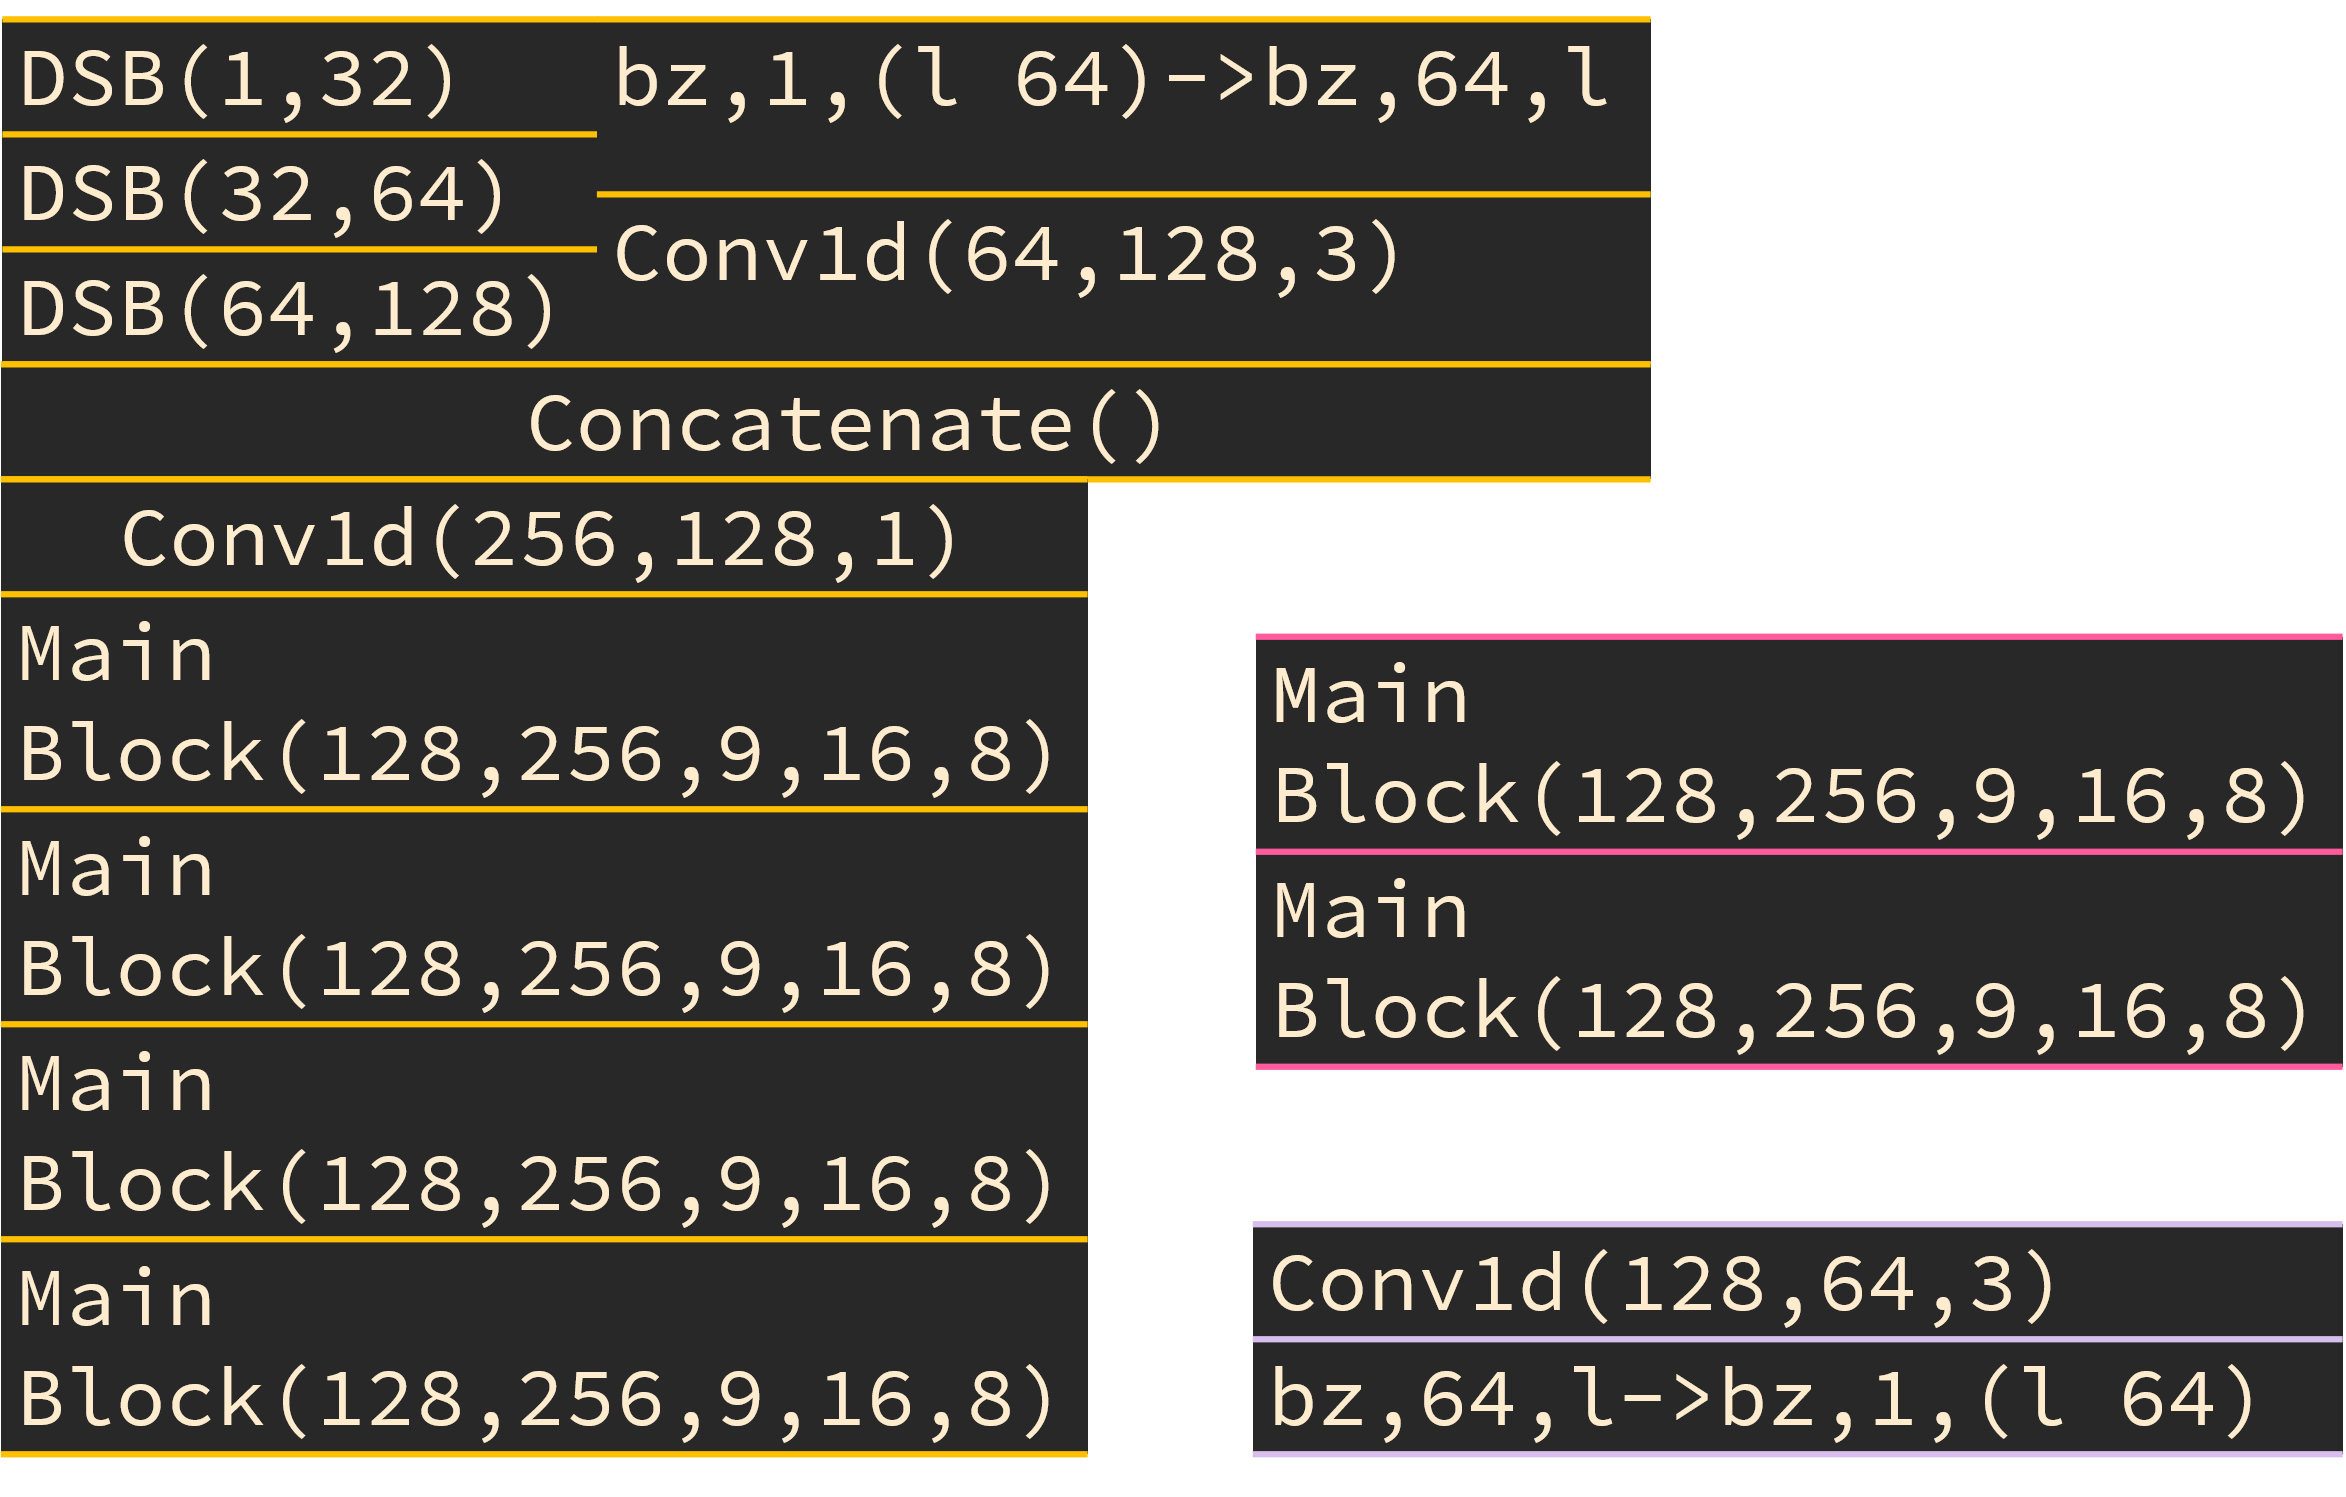 DSB(1,32)
DSB(32,64)
DSB(64,128)
bz,1,(l 64)->bz,64,l
Conv1d(64,128,3)
Concatenate()
Conv1d(256,128,1)
Main
Block(128,256,9,16,8)
Main
Block(128,256,9,16,8)
Main
Block(128,256,9,16,8)
Main
Block(128,256,9,16,8)
Main
Block(128,256,9,16,8)
Main
Block(128,256,9,16,8)
Conv1d(128,64,3)
bz,64,l->bz,1,(l 64)